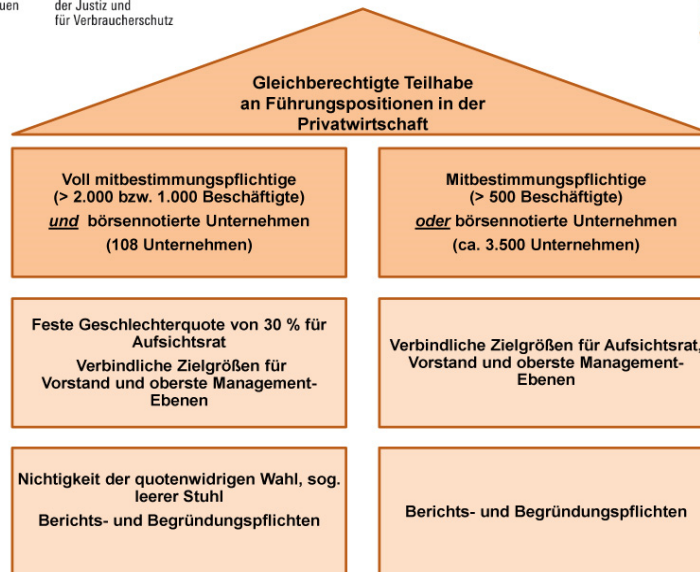 der Justiz und
für Verbraucherschutz
Gleichberechtigte Teilhabe
an Führungspositionen in der
Privatwirtschaft
Voll mitbestimmungspflichtige
(> 2.000 bzw. 1.000 Beschäftigte)
und börsennotierte Unternehmen
(108 Unternehmen)
Mitbestimmungspflichtige
(> 500 Beschäftigte)
oder börsennotierte Unternehmen
(ca. 3.500 Unternehmen)
Feste Geschlechterquote von 30 % für
Aufsichtsrat
Verbindliche Zielgrößen für
Vorstand und oberste Management-
Ebenen
Verbindliche Zielgrößen für Aufsichtsrat,
Vorstand und oberste Management-
Ebenen
Nichtigkeit der quotenwidrigen Wahl, sog.
leerer Stuhl
Berichts- und Begründungspflichten
Berichts- und Begründungspflichten